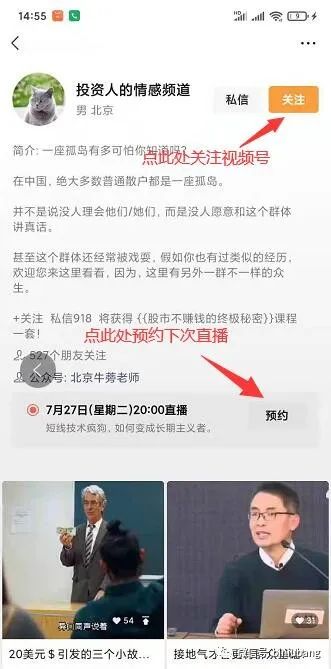 14:55
9
投资人的情感频道
男 北京
私信
关注
简介: 一座孤岛有多可怕你知道吗?
点此处关注视频号
在中国, 绝大多数普通散户都是一座孤岛。
并不是说没人理会他们/她们, 而是没人愿意和这个群体
讲真话。
甚至这个群体还经常被戏耍, 假如你也有过类似的经历,
欢迎您来这里看看, 因为, 这里有另外一群不一样的众
生。
+关注 私信918 将获得《{股市不赚钱的终极秘密}》课程
一套!
点此处预约下次直播
527个朋友关注
公众号: 北京牛蒡老师
7月27日(星期二)20:00直播
预约
短线技术疯狗, 如何变成长期主义者。
异口同声说着
54
31
20美元 $ 引发的三个小故...
接地气才